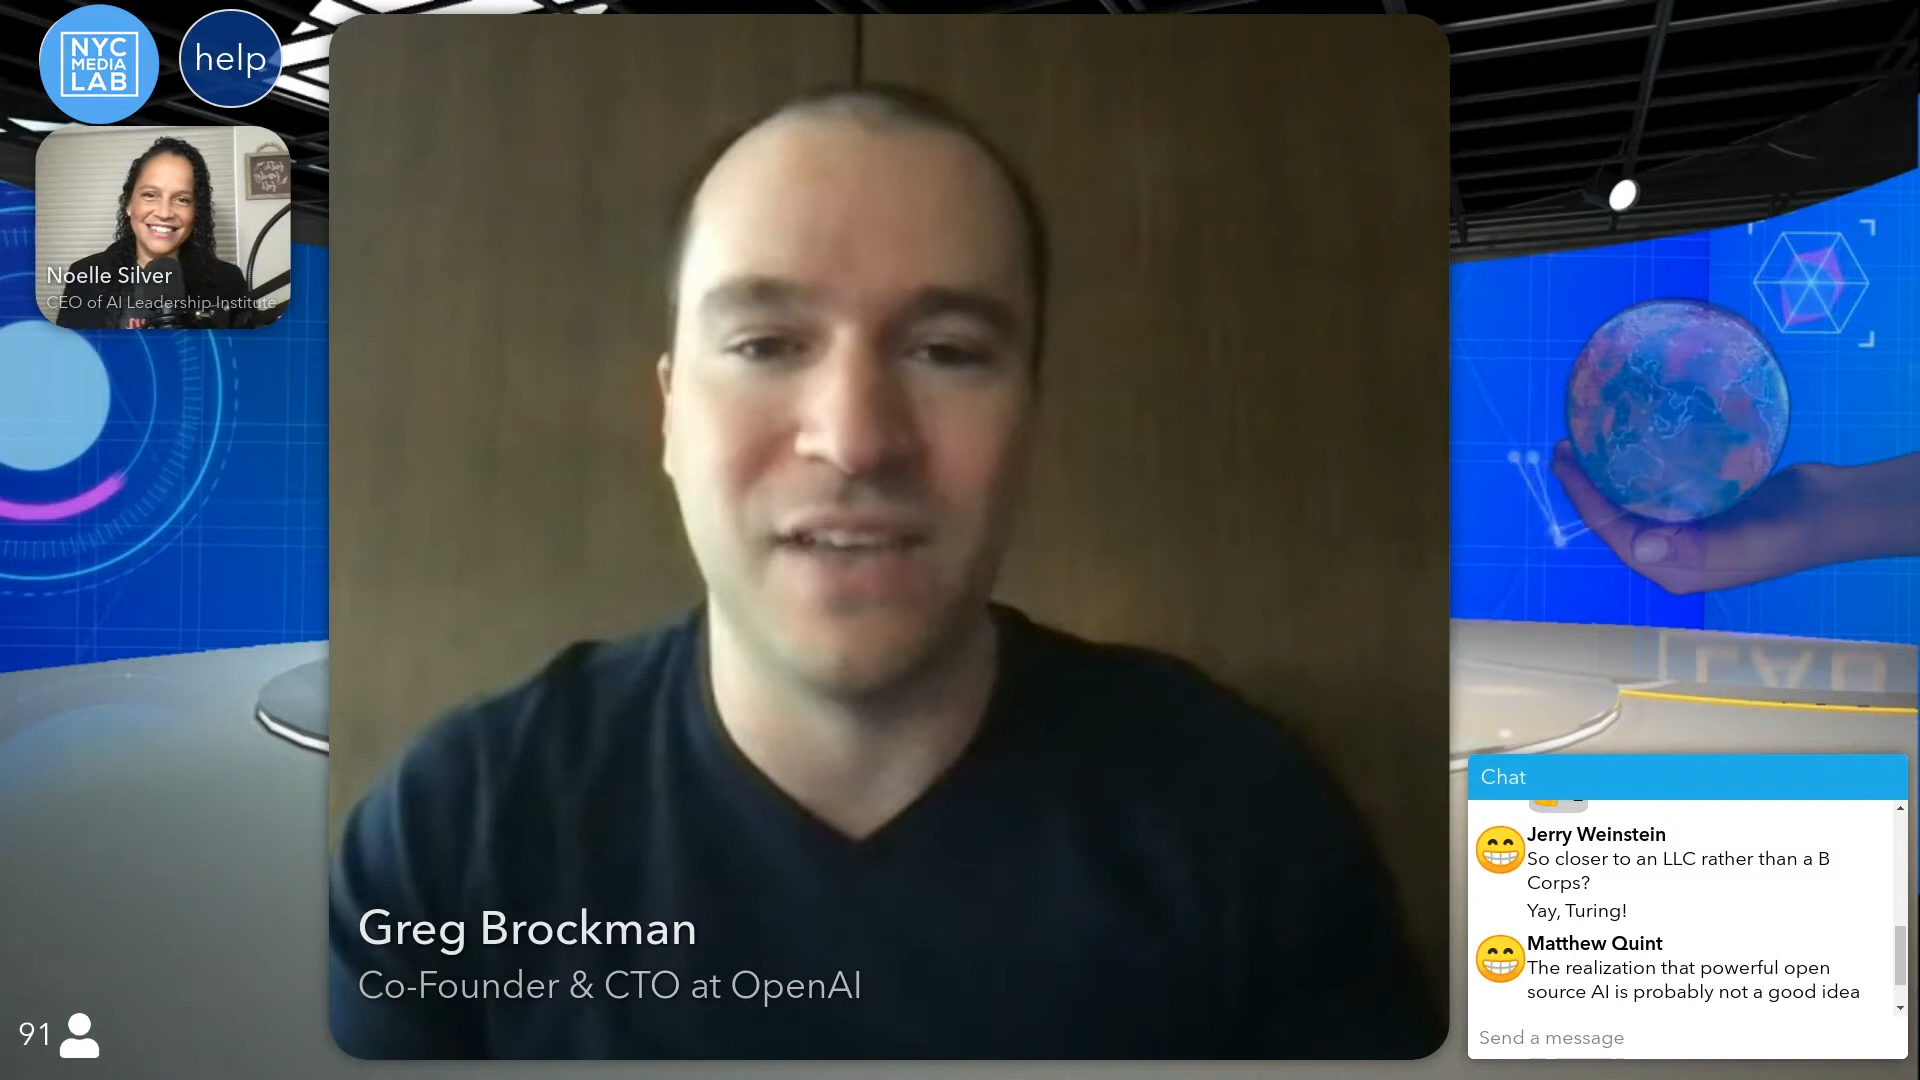 NYC
MEDIA
LAB
help
Noelle Silver
CEO of AI Leadership Institute
Greg Brockman
Co-Founder & CTO at OpenAI
91
LAB
Chat
Jerry Weinstein
So closer to an LLC rather than a B
Corps?
Yay, Turing!
Matthew Quint
The realization that powerful open
source AI is probably not a good idea
Send a message